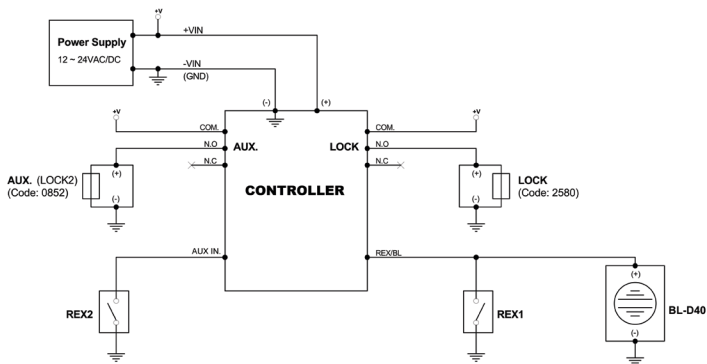 +V
Power Supply
12 ~ 24VAC/DC
+VIN
-VIN
(GND)
(-)
(+)
+V
COM.
N.O
N.C
AUX.
AUX. (LOCK2)
(Code: 0852)
(+)
(-)
CONTROLLER
LOCK
COM.
N.O
N.C
+V
(+)
(-)
LOCK
(Code: 2580)
AUX IN.
REX2
REX/BL
REX1
(+)
(-)
BL-D40